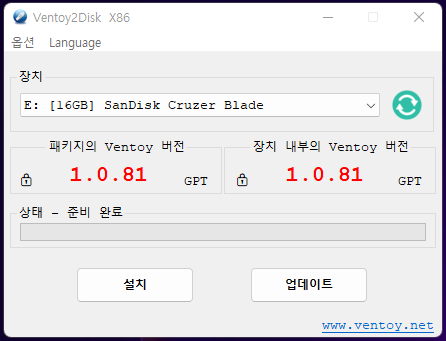 Ventoy2Disk X86
옵션 Language
장치
E: [16GB] SanDisk Cruzer Blade
패키지의 Ventoy 버전 장치 내부의 Ventoy 버전
1.0.81 GPT 1.0.81 GPT
상태 - 준비 완료
설치 업데이트
www.ventoy.net